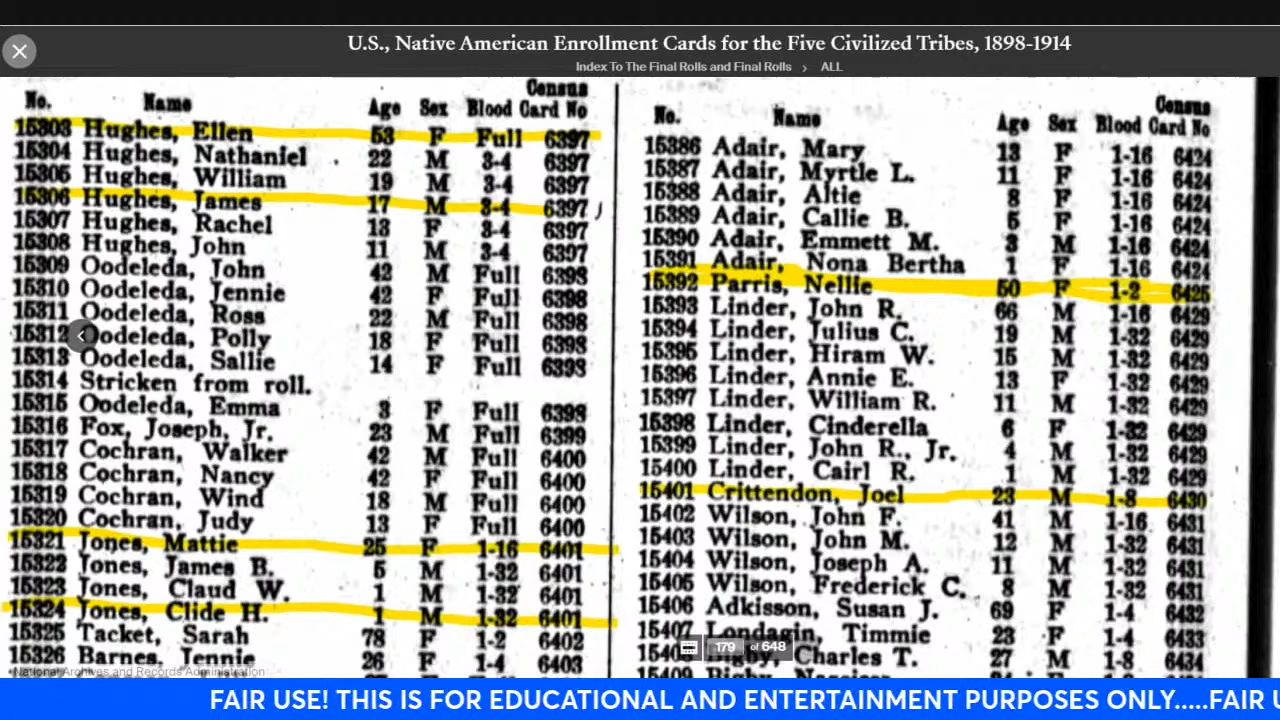 U.S., Native American Enrollment Cards for the Five Civilized Tribes, 1898-1914
Index To The Final Rolls and Final Rolls › ALL
No. Name Age Sex Blood Census Card No
15303 Hughes, Ellen 53 F Full 6397
15304 Hughes, Nathaniel 22 M 3-4 6397
15305 Hughes, William 19 M 3-4 6397
15306 Hughes, James 17 M 3-4 6397
15307 Hughes, Rachel 13 F 3-4 6397
15308 Hughes, John 11 M 3-4 6397
15309 Oodeleda, John 42 M Full 6398
15310 Oodeleda, Jennie 42 F Full 6398
15311 Oodeleda, Ross 22 M Full 6398
15312 Oodeleda, Polly 18 F Full 6398
15313 Oodeleda, Sallie 14 F Full 6398
15314 Stricken from roll.
15315 Oodeleda, Emma 3 F Full 6398
15316 Fox, Joseph, Jr. 23 M Full 6399
15317 Cochran, Walker 42 M Full 6400
15318 Cochran, Nancy 42 F Full 6400
15319 Cochran, Wind 18 M Full 6400
15320 Cochran, Judy 13 F Full 6400
15321 Jones, Mattie 25 F 1-16 6401
15322 Jones, James B. 5 M 1-32 6401
15323 Jones, Claud W. 1 M 1-32 6401
15324 Jones, Clide H. 1 M 1-32 6401
15325 Tacket, Sarah 78 F 1-2 6402
15326 Barnes, Jennie 26 F 1-4 6403
No. Name Age Sex Blood Census Card No
15386 Adair, Mary 13 F 1-16 6424
15387 Adair, Myrtle L. 11 F 1-16 6424
15388 Adair, Altie 8 F 1-16 6424
15389 Adair, Callie B. 5 F 1-16 6424
15390 Adair, Emmett M. 3 M 1-16 6424
15391 Adair, Nona Bertha 1 F 1-16 6424
15392 Parris, Nellie 50 F 1-2 6425
15393 Linder, John R. 66 M 1-16 6429
15394 Linder, Julius C. 19 M 1-32 6429
15395 Linder, Hiram W. 15 M 1-32 6429
15396 Linder, Annie E. 13 F 1-32 6429
15397 Linder, William R. 11 M 1-32 6429
15398 Linder, Cinderella 6 F 1-32 6429
15399 Linder, John R., Jr. 4 M 1-32 6429
15400 Linder, Cairl R. 1 M 1-32 6429
15401 Crittendon, Joel 23 M 1-8 6430
15402 Wilson, John F. 41 M 1-16 6431
15403 Wilson, John M. 12 M 1-32 6431
15404 Wilson, Joseph A. 11 M 1-32 6431
15405 Wilson, Frederick C. 8 M 1-32 6431
15406 Adkisson, Susan J. 69 F 1-4 6432
15407 Londagin, Timmie 23 F 1-4 6433
Bigby, Charles T. 27 M 1-8 6434
179 of 648
National Archives and Records Administration
FAIR USE! THIS IS FOR EDUCATIONAL AND ENTERTAINMENT PURPOSES ONLY.....FAIR U